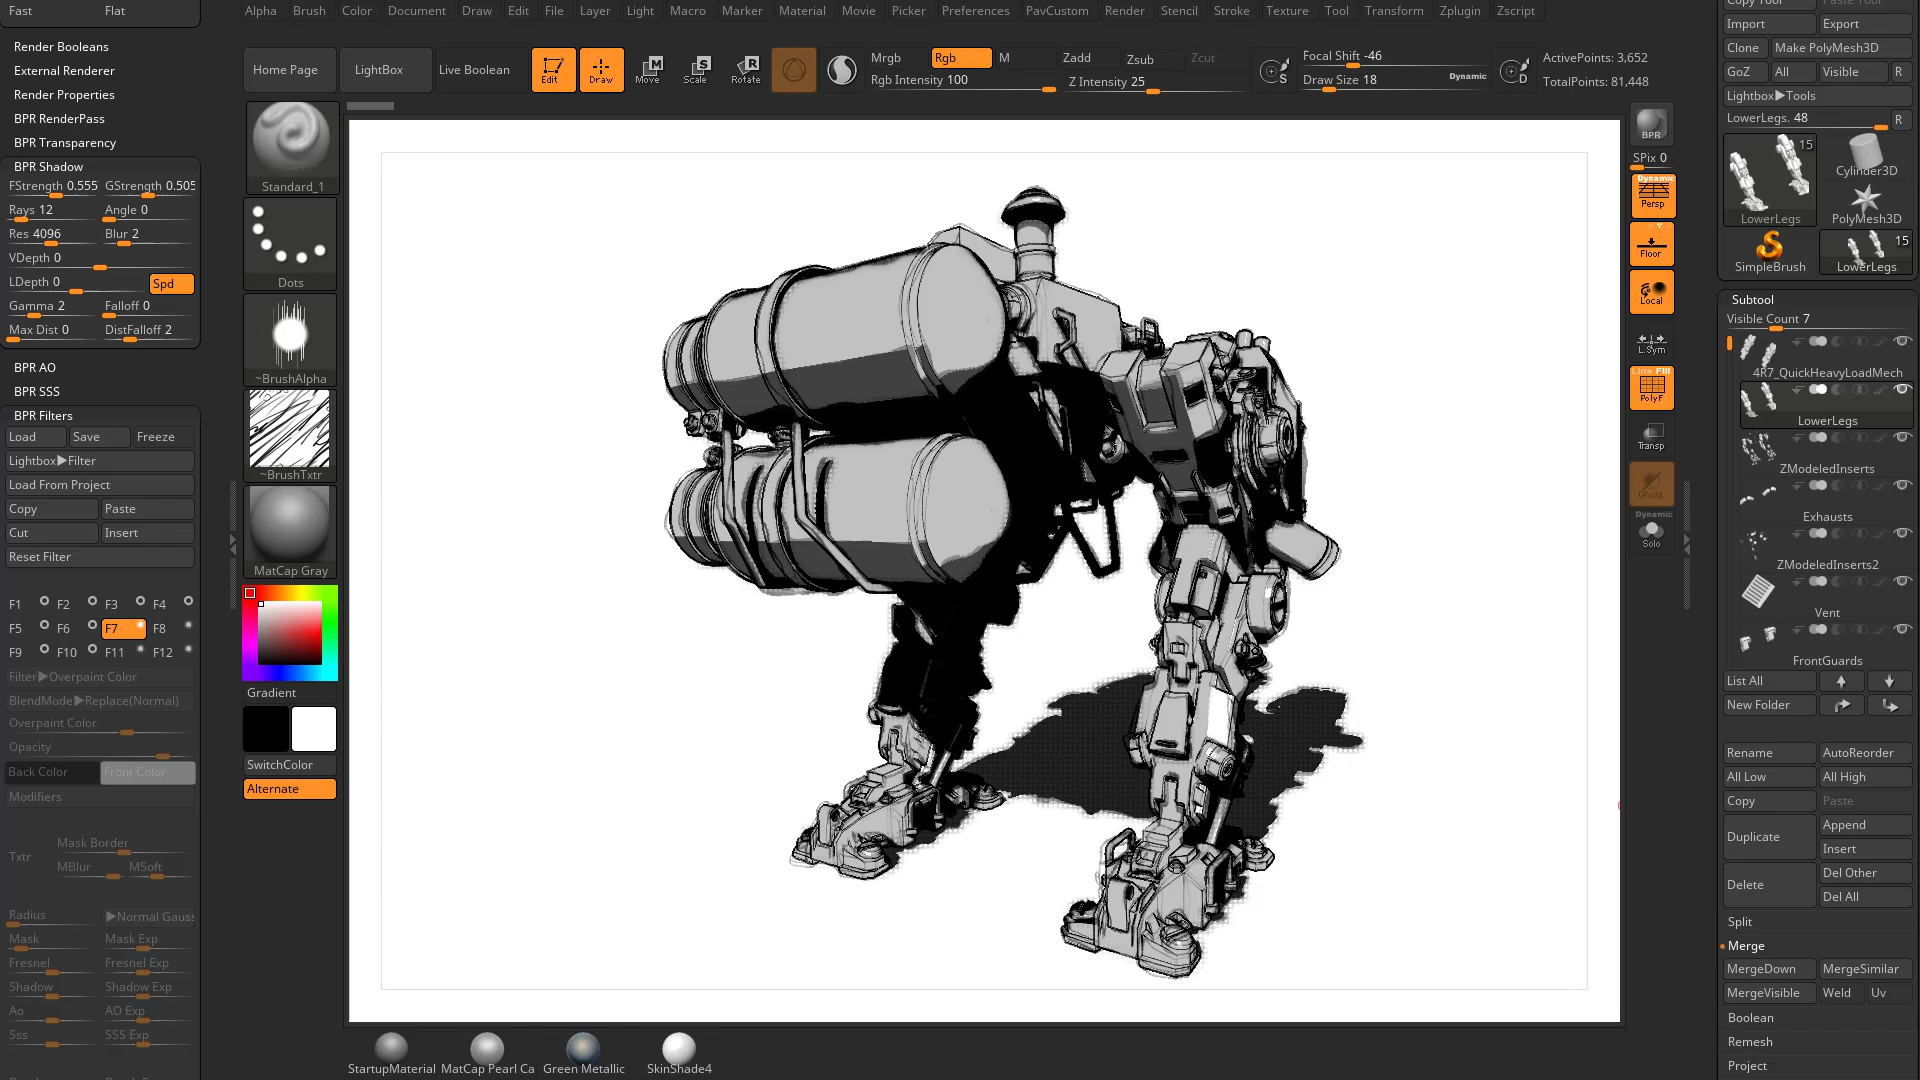 Alpha Brush Color Document Draw Edit File Layer Light Macro Marker Material Movie Picker Preferences PavCustom Render Stencil Stroke Texture Tool Transform Zplugin Zscript
Fast Flat
Render Booleans
External Renderer
Render Properties
BPR RenderPass
BPR Transparency
BPR Shadow
FStrength 0.555 GStrength 0.505
Rays 12 Angle 0
Res 4096 Blur 2
VDepth 0
LDepth 0 Spd
Gamma 2 Falloff 0
Max Dist 0 DistFalloff 2
BPR AO
BPR SSS
BPR Filters
Load Save Freeze
Lightbox▶Filter
Load From Project
Copy Paste
Cut Insert
Reset Filter
F1 F2 F3 F4
F5 F6 F7 F8
F9 F10 F11 F12
Filter▶Overpaint Color
BlendMode▶Replace(Normal)
Overpaint Color
Opacity
Back Color Front Color
Modifiers
Mask Border
Txtr
MBlur MSoft
Radius ▶Normal Gauss
Mask Mask Exp
Fresnel Fresnel Exp
Shadow Shadow Exp
Ao AO Exp
Sss SSS Exp
Home Page LightBox Live Boolean
Edit Draw Move Scale Rotate
Mrgb Rgb M
Rgb Intensity 100
Zadd Zsub Zcut
Z Intensity 25
S
Focal Shift -46
Draw Size 18 Dynamic
D
ActivePoints: 3,652
TotalPoints: 81,448
Standard_1
Dots
~BrushAlpha
~BrushTxtr
MatCap Gray
Gradient
SwitchColor
Alternate
StartupMaterial MatCap Pearl Ca Green Metallic SkinShade4
BPR
SPix 0
Dynamic
Persp
Floor
Local
L.Sym
Line Fill
PolyF
Transp
Ghost
Dynamic
Solo
Copy Tool Paste Tool
Import Export
Clone Make PolyMesh3D
GoZ All Visible R
Lightbox▶Tools
LowerLegs. 48 R
15
LowerLegs
Cylinder3D
PolyMesh3D
SimpleBrush
15
LowerLegs
Subtool
Visible Count 7
4R7_QuickHeavyLoadMech
LowerLegs
ZModeledInserts
Exhausts
ZModeledInserts2
Vent
FrontGuards
List All
New Folder
Rename AutoReorder
All Low All High
Copy Paste
Duplicate
Append
Insert
Delete
Del Other
Del All
Split
Merge
MergeDown MergeSimilar
MergeVisible Weld Uv
Boolean
Remesh
Project